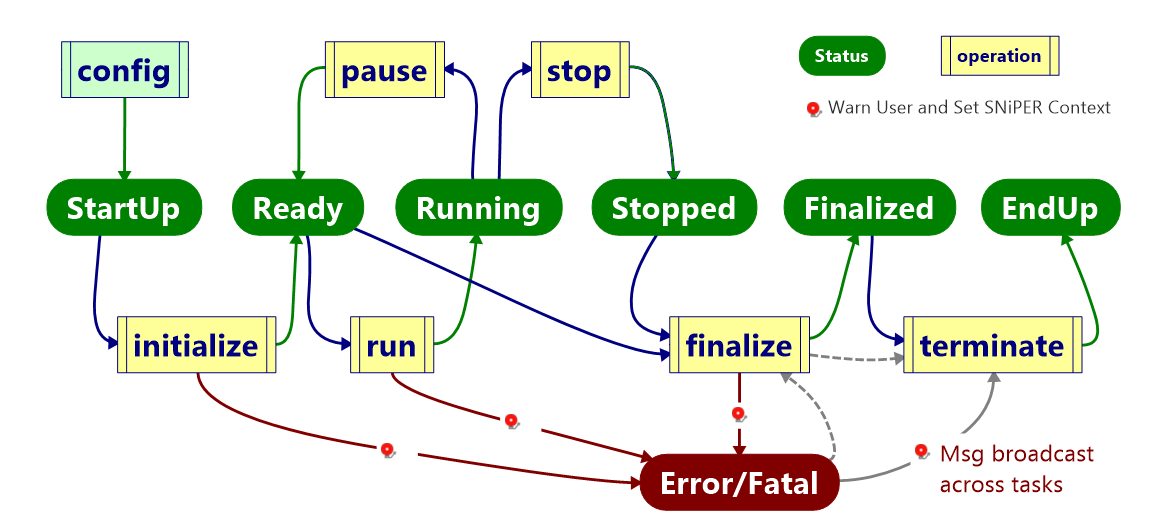 config
pause
stop
Status
operation
Warn User and Set SNiPER Context
StartUp
Ready
Running
Stopped
Finalized
EndUp
initialize
run
finalize
terminate
Error/Fatal
Msg broadcast
across tasks